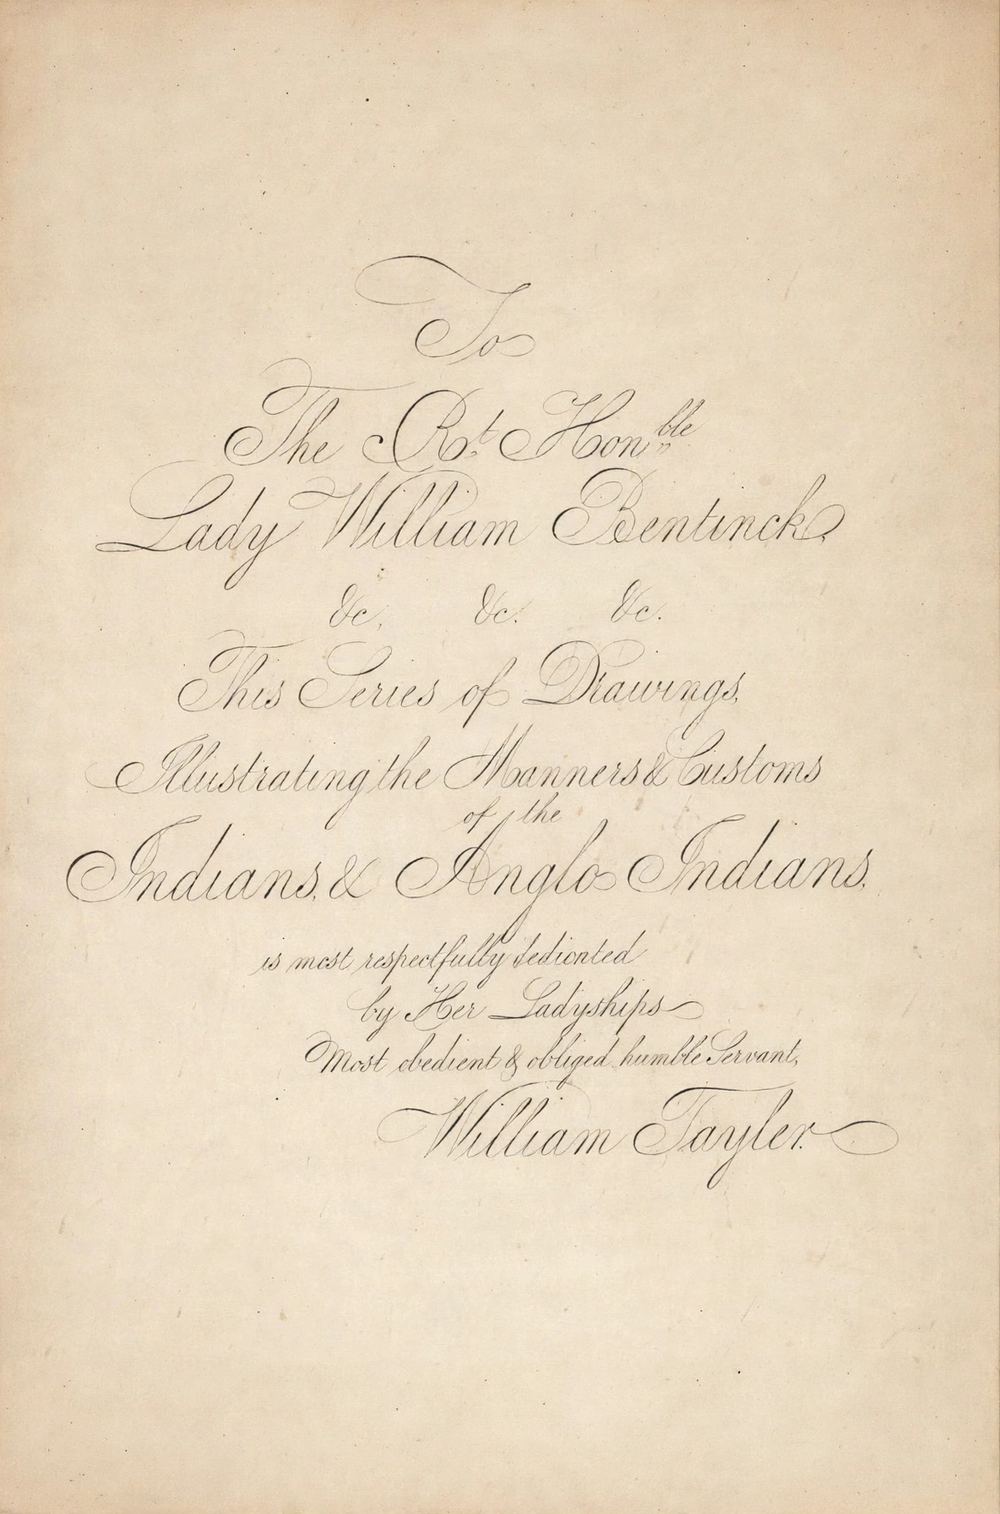 To
The Rt. Honble
Lady William Bentinck,
&c. &c. &c.
This Series of Drawings,
Illustrating the Manners & Customs
of the
Indians, & Anglo Indians,
is most respectfully dedicated
by Her Ladyships
Most obedient & obliged humble Servant,
William Tayler.